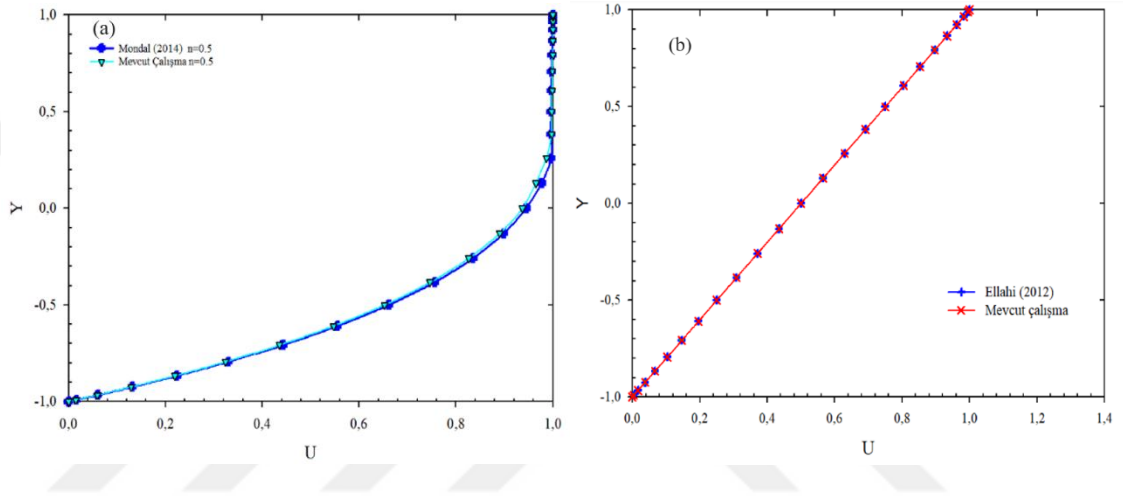 (a)
Mondal (2014) n=0.5
Mevcut Çalışma n=0.5
1,0
0,5
0,0
-0,5
-1,0
Y
0,0 0,2 0,4 0,6 0,8 1,0
U
(b)
1,0
0,5
0,0
-0,5
-1,0
Y
Ellahi (2012)
Mevcut çalışma
0,0 0,2 0,4 0,6 0,8 1,0 1,2 1,4
U